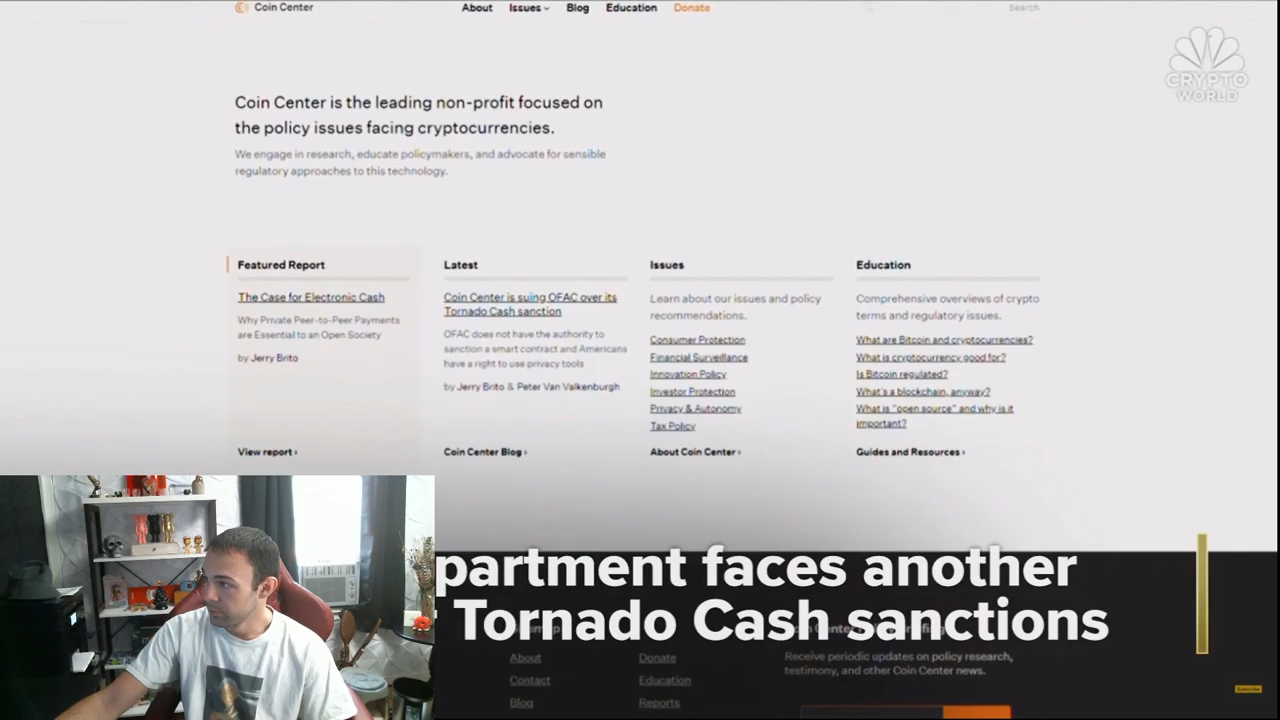 Coin Center
About Issues Blog Education Donate
Search
CRYPTO
WORLD
Coin Center is the leading non-profit focused on
the policy issues facing cryptocurrencies.
We engage in research, educate policymakers, and advocate for sensible
regulatory approaches to this technology.
Featured Report
The Case for Electronic Cash
Why Private Peer-to-Peer Payments
are Essential to an Open Society
by Jerry Brito
View report ›
Latest
Coin Center is suing OFAC over its
Tornado Cash sanction
OFAC does not have the authority to
sanction a smart contract and Americans
have a right to use privacy tools
by Jerry Brito & Peter Van Valkenburgh
Coin Center Blog ›
Issues
Learn about our issues and policy
recommendations.
Consumer Protection
Financial Surveillance
Innovation Policy
Investor Protection
Privacy & Autonomy
Tax Policy
About Coin Center ›
Education
Comprehensive overviews of crypto
terms and regulatory issues.
What are Bitcoin and cryptocurrencies?
What is cryptocurrency good for?
Is Bitcoin regulated?
What's a blockchain, anyway?
What is "open source" and why is it
important?
Guides and Resources ›
partment faces another
Tornado Cash sanctions
About
Contact
Blog
Donate
Education
Reports
Receive periodic updates on policy research,
testimony, and other Coin Center news.
Subscribe